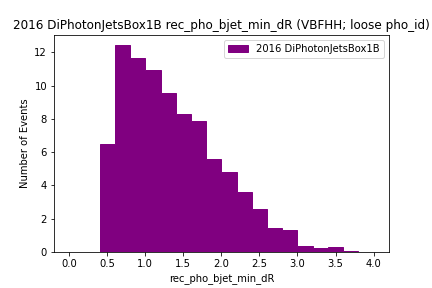 2016 DiPhotonJetsBox1B rec_pho_bjet_min_dR (VBFHH; loose pho_id)
2016 DiPhotonJetsBox1B
Number of Events
12
10
8
6
4
2
0
0.0 0.5 1.0 1.5 2.0 2.5 3.0 3.5 4.0
rec_pho_bjet_min_dR